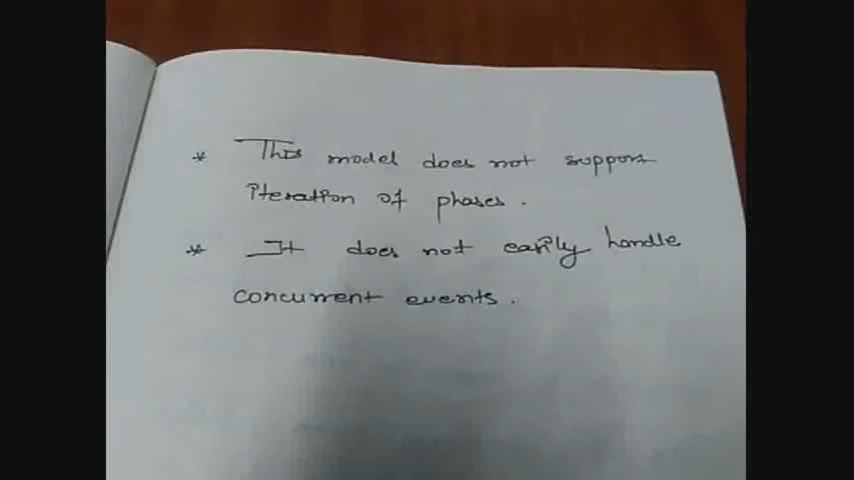 * This model does not support
iteration of phases.
* It does not easily handle
concurrent events.